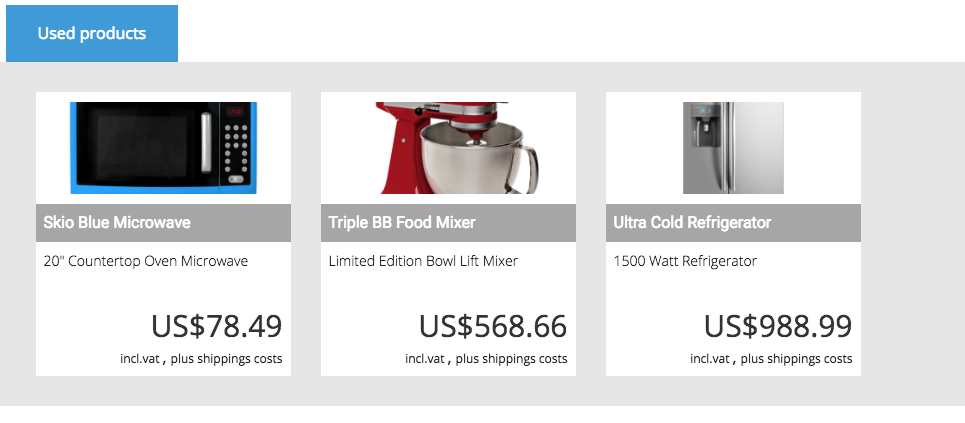 Used products
Skio Blue Microwave
20" Countertop Oven Microwave
US$78.49
incl.vat , plus shippings costs
Triple BB Food Mixer
Limited Edition Bowl Lift Mixer
US$568.66
incl.vat , plus shippings costs
Ultra Cold Refrigerator
1500 Watt Refrigerator
US$988.99
incl.vat , plus shippings costs